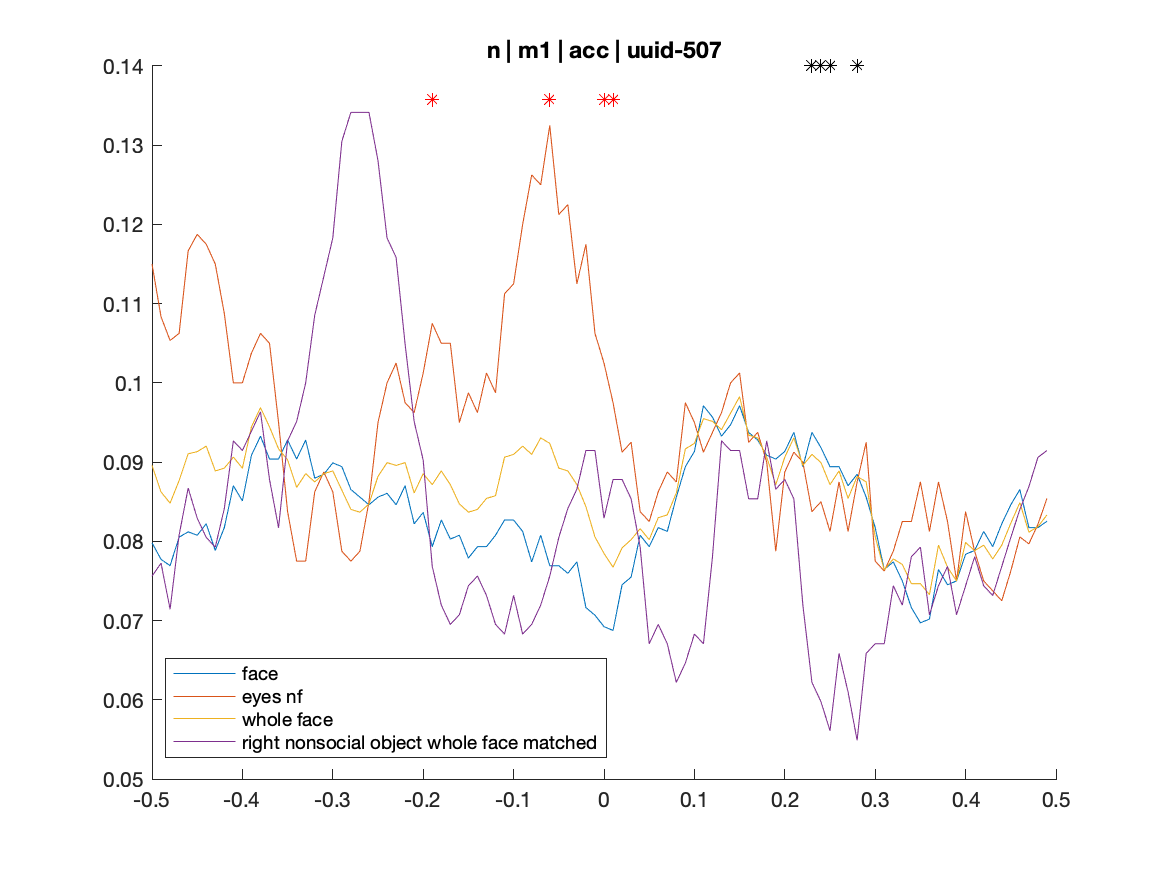 n | m1 | acc | uuid-507
0.14
0.13
0.12
0.11
0.1
0.09
0.08
0.07
0.06
0.05
face
eyes nf
whole face
right nonsocial object whole face matched
-0.5 -0.4 -0.3 -0.2 -0.1 0 0.1 0.2 0.3 0.4 0.5